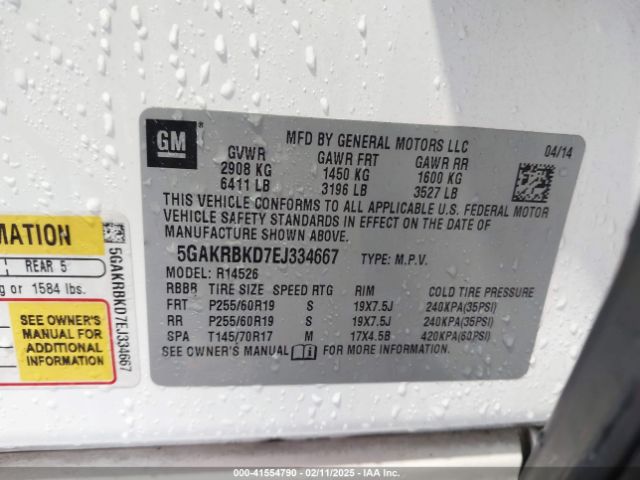 GM
MFD BY GENERAL MOTORS LLC
04/14
GVWR GAWR FRT GAWR RR
2908 KG 1450 KG 1600 KG
6411 LB 3196 LB 3527 LB
THIS VEHICLE CONFORMS TO ALL APPLICABLE U.S. FEDERAL MOTOR
VEHICLE SAFETY STANDARDS IN EFFECT ON THE DATE OF
MANUFACTURE SHOWN ABOVE.
5GAKRBKD7EJ334667 TYPE: M.P.V.
MODEL: R14526
RBBR TIRE SIZE SPEED RTG RIM COLD TIRE PRESSURE
FRT P255/60R19 S 19X7.5J 240KPA(35PSI)
RR P255/60R19 S 19X7.5J 240KPA(35PSI)
SPA T145/70R17 M 17X4.5B 420KPA(60PSI)
SEE OWNER'S MANUAL FOR MORE INFORMATION.
MATION
REAR 5
g or 1584 lbs.
SEE OWNER'S
MANUAL FOR
ADDITIONAL
INFORMATION
5GAKRBKD7EJ334667
000-41554790 - 02/11/2025 - IAA Inc.